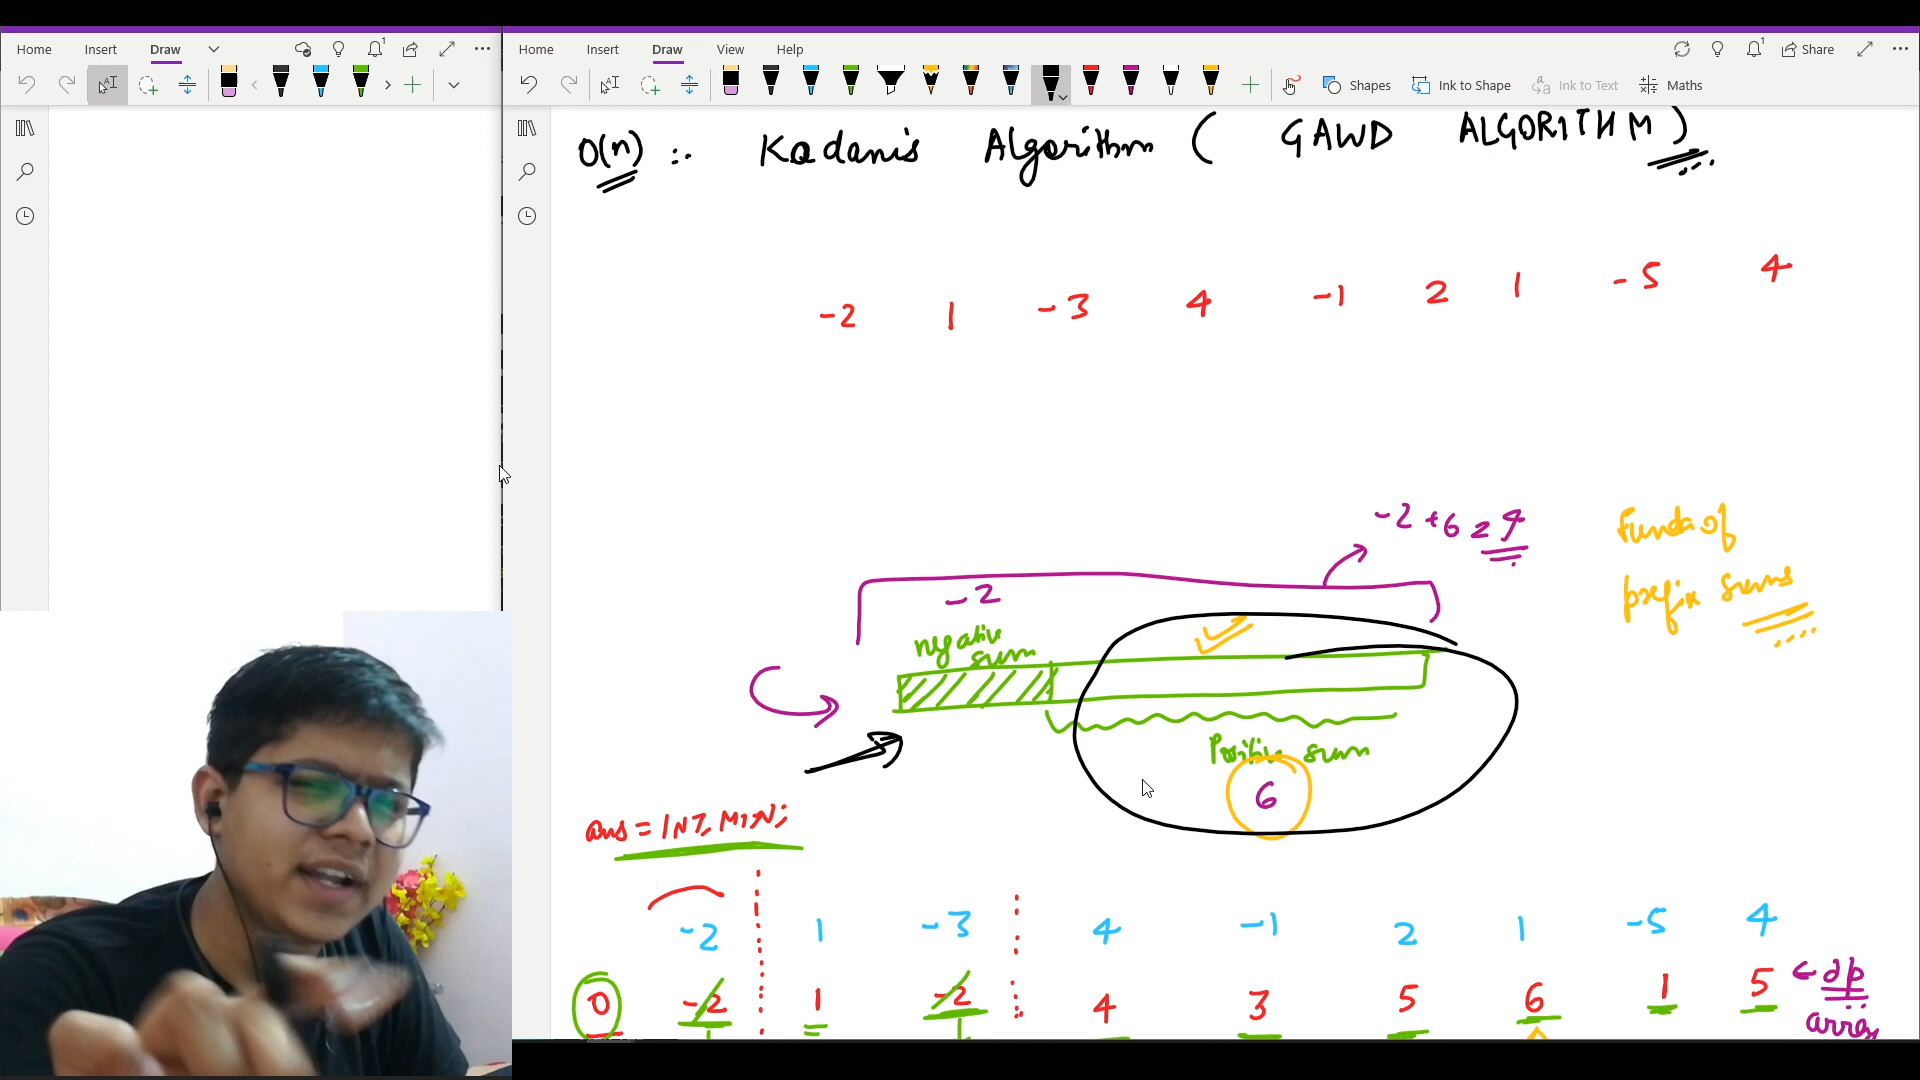 Home Insert Draw
Home Insert Draw View Help Share
Shapes Ink to Shape Ink to Text Maths
O(n) :- Kadani's Algorithm ( GAWD ALGORITHM )
-2 1 -3 4 -1 2 1 -5 4
-2 +6 = 4
Funda of
prefix sums
-2
negative
sum
Positive sum
6
ans = INT_MIN;
-2 1 -3 4 -1 2 1 -5 4
0 -2 1 -2 4 3 5 6 1 5 ← dp
array